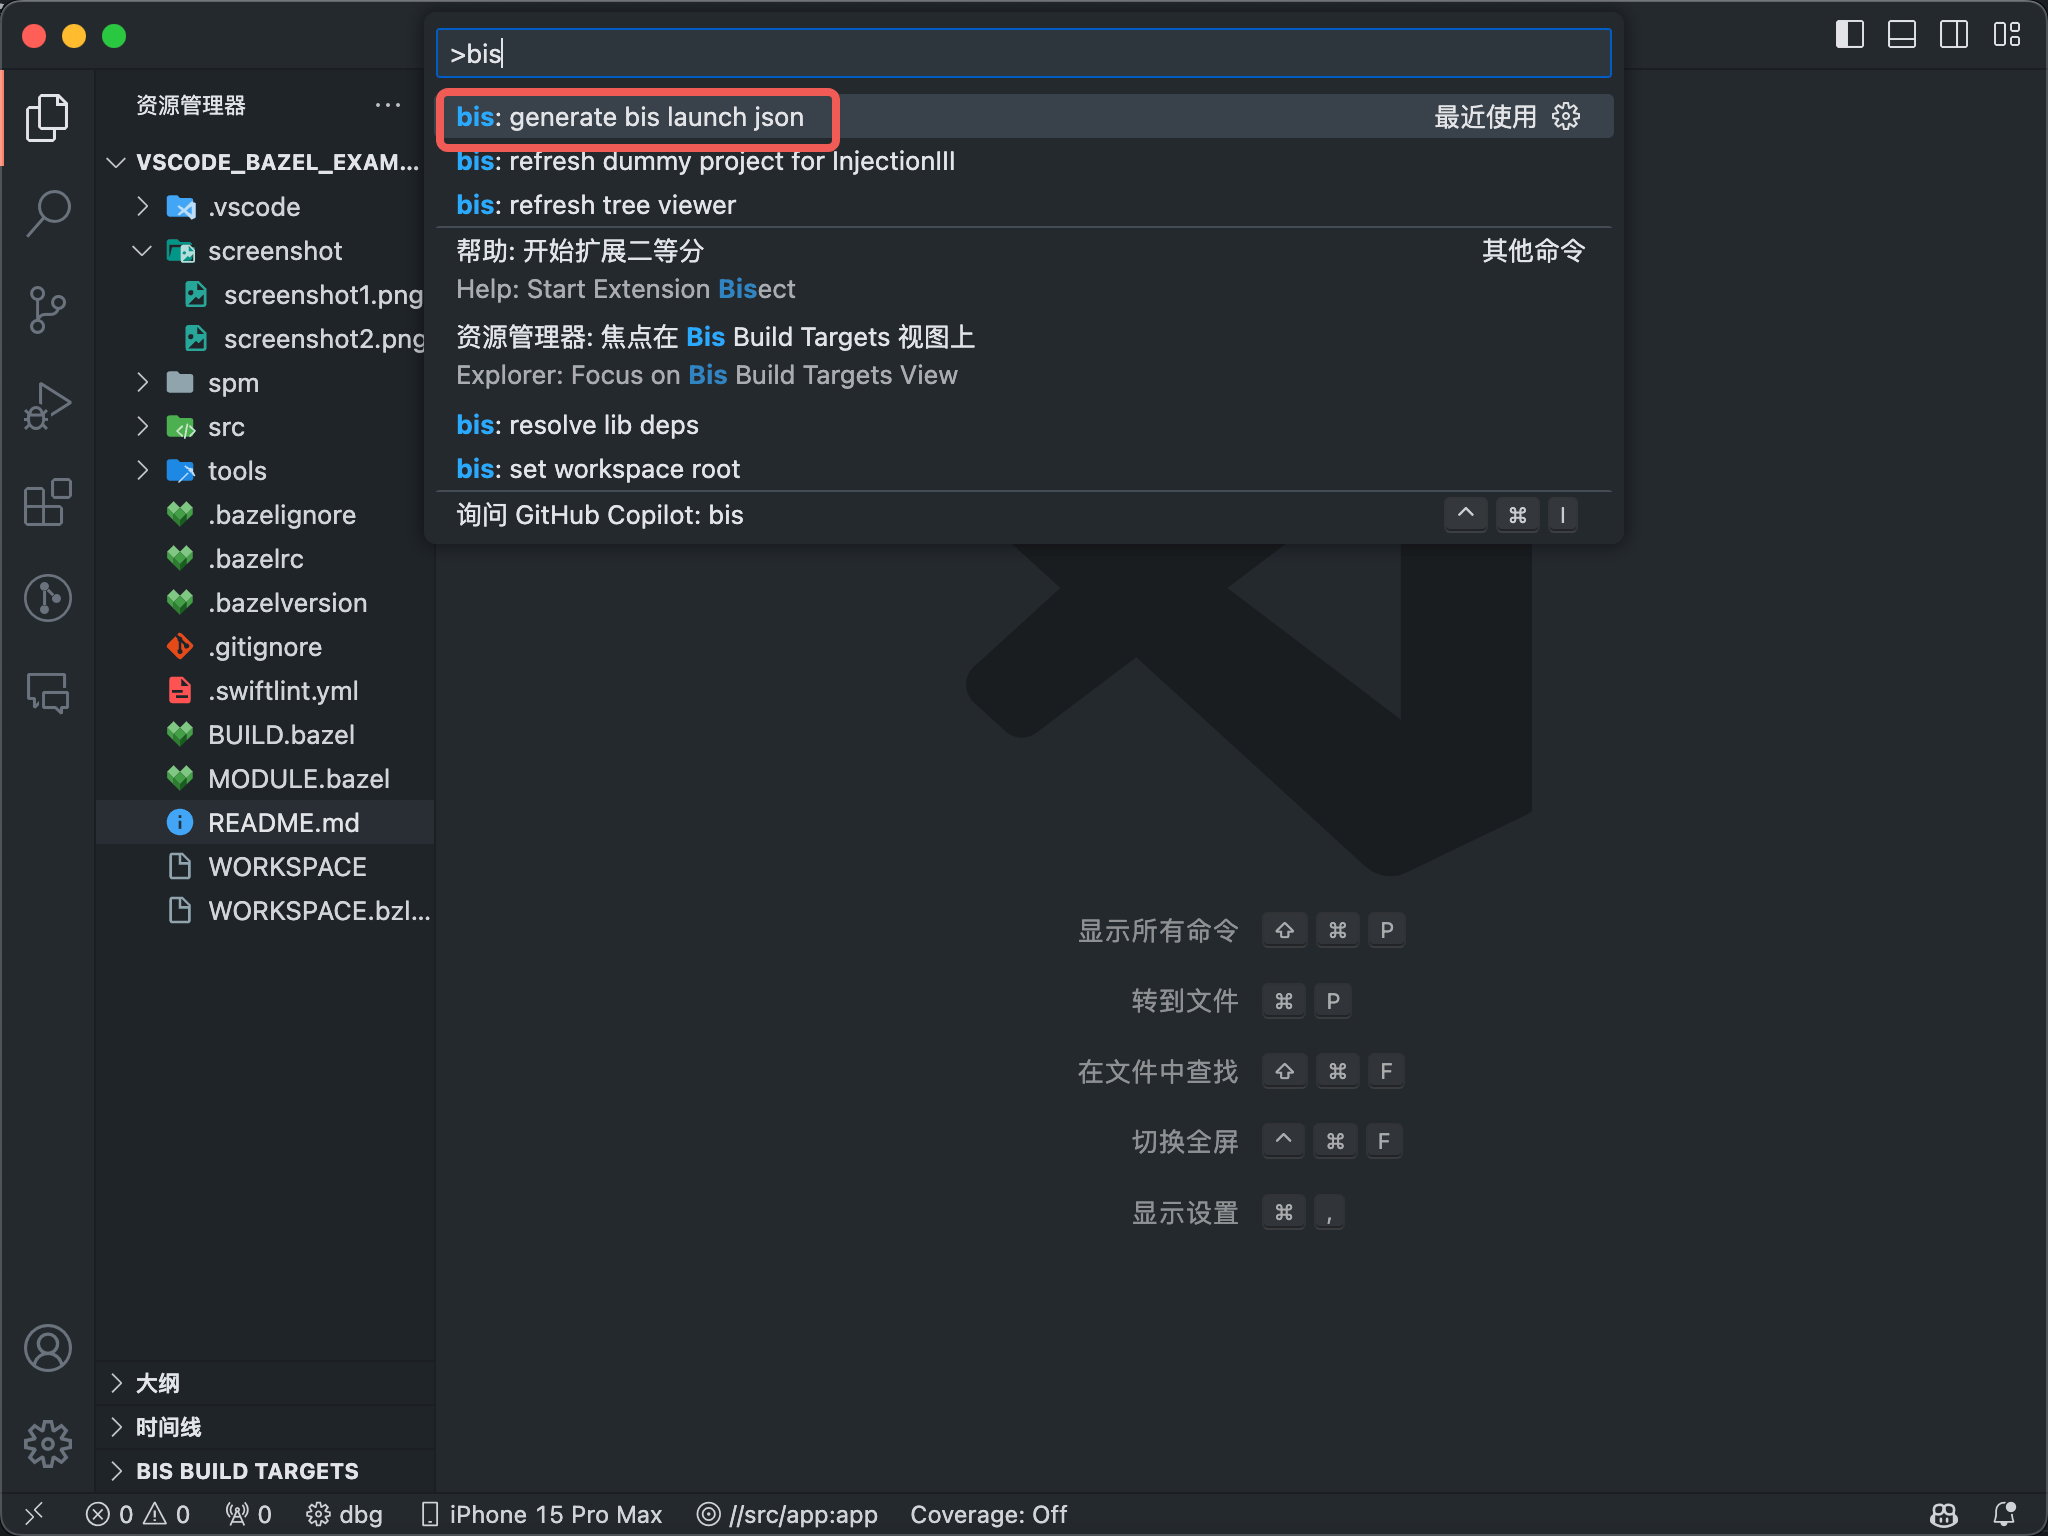 >bis
bis: generate bis launch json 最近使用
bis: refresh dummy project for InjectionIII
bis: refresh tree viewer
帮助: 开始扩展二等分 其他命令
Help: Start Extension Bisect
资源管理器: 焦点在 Bis Build Targets 视图上
Explorer: Focus on Bis Build Targets View
bis: resolve lib deps
bis: set workspace root
询问 GitHub Copilot: bis ^ ⌘ I
资源管理器 ···
VSCODE_BAZEL_EXAM...
.vscode
screenshot
screenshot1.png
screenshot2.png
spm
src
tools
.bazelignore
.bazelrc
.bazelversion
.gitignore
.swiftlint.yml
BUILD.bazel
MODULE.bazel
README.md
WORKSPACE
WORKSPACE.bzl...
大纲
时间线
BIS BUILD TARGETS
显示所有命令 ⇧ ⌘ P
转到文件 ⌘ P
在文件中查找 ⇧ ⌘ F
切换全屏 ^ ⌘ F
显示设置 ⌘ ,
0 0 0 dbg iPhone 15 Pro Max //src/app:app Coverage: Off